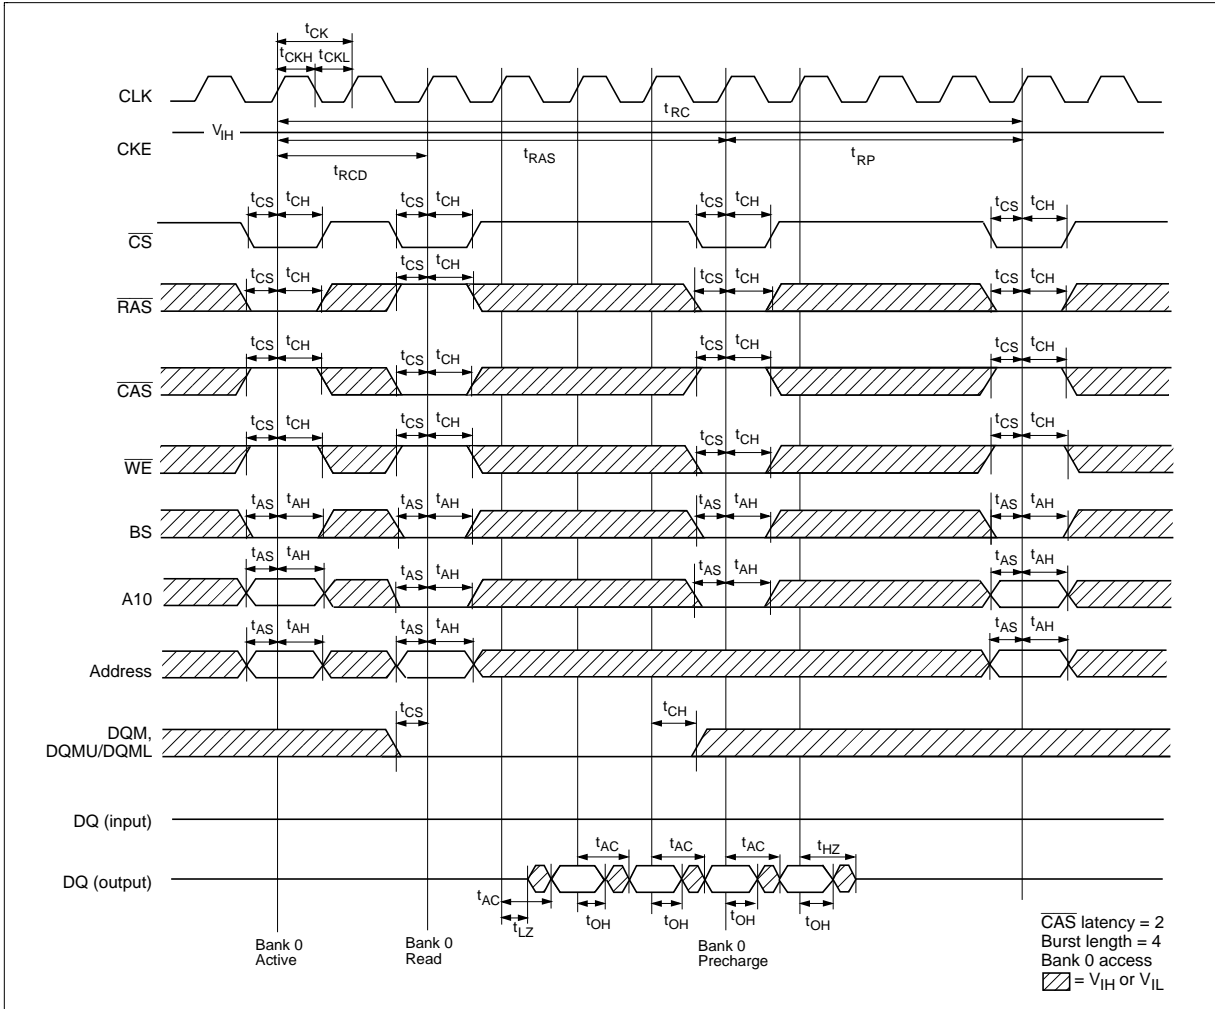 tCK
tCKH tCKL
CLK
tRC
VIH
CKE
tRAS tRP
tRCD
tCS tCH tCS tCH tCS tCH tCS tCH
CS
tCS tCH tCS tCH tCS tCH tCS tCH
RAS
tCS tCH tCS tCH tCS tCH tCS tCH
CAS
tCS tCH tCS tCH tCS tCH tCS tCH
WE
tAS tAH tAS tAH tAS tAH tAS tAH
BS
tAS tAH tAS tAH tAS tAH tAS tAH
A10
tAS tAH tAS tAH tAS tAH
Address
tCS tCH
DQM,
DQMU/DQML
DQ (input)
tAC tAC tAC tHZ
DQ (output)
tAC
tLZ tOH tOH tOH tOH
Bank 0
Active
Bank 0
Read
Bank 0
Precharge
CAS latency = 2
Burst length = 4
Bank 0 access
= VIH or VIL